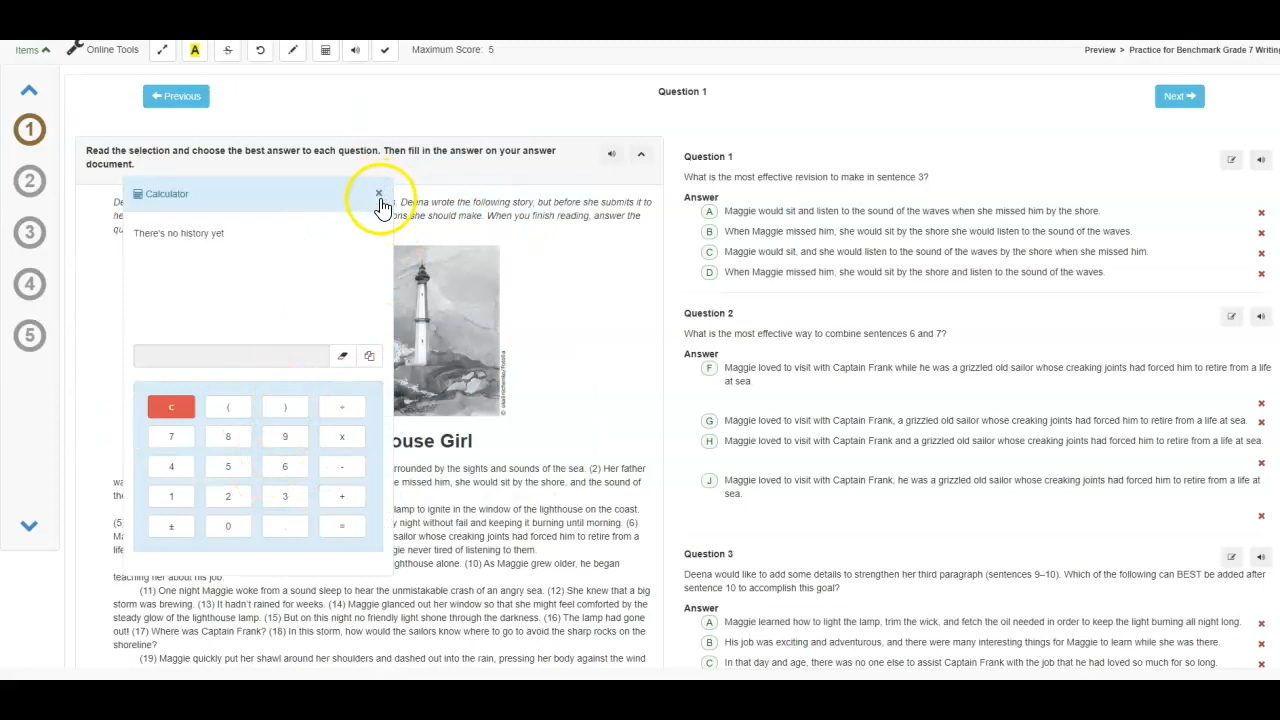 Items
Online Tools
A
S
Maximum Score: 5
Preview > Practice for Benchmark Grade 7 Writing
1
2
3
4
5
Previous
Question 1
Next
Read the selection and choose the best answer to each question. Then fill in the answer on your answer
document.
De
. Deena wrote the following story, but before she submits it to
he
ons she should make. When you finish reading, answer the
qu
Calculator
×
There's no history yet
C
(
)
÷
7
8
9
x
4
5
6
-
1
2
3
+
±
0
.
=
ouse Girl
rrounded by the sights and sounds of the sea. (2) Her father
wa
e missed him, she would sit by the shore, and the sound of
the
lamp to ignite in the window of the lighthouse on the coast.
(5)
y night without fail and keeping it burning until morning. (6)
Ma
sailor whose creaking joints had forced him to retire from a
life
gie never tired of listening to them.
ghthouse alone. (10) As Maggie grew older, he began
teaching her about his job.
(11) One night Maggie woke from a sound sleep to hear the unmistakable crash of an angry sea. (12) She knew that a big
storm was brewing. (13) It hadn't rained for weeks. (14) Maggie glanced out her window so that she might feel comforted by the
steady glow of the lighthouse lamp. (15) But on this night no friendly light shone through the darkness. (16) The lamp had gone
out! (17) Where was Captain Frank? (18) In this storm, how would the sailors know where to go to avoid the sharp rocks on the
shoreline?
(19) Maggie quickly put her shawl around her shoulders and dashed out into the rain, pressing her body against the wind
Question 1
What is the most effective revision to make in sentence 3?
Answer
A Maggie would sit and listen to the sound of the waves when she missed him by the shore.
B When Maggie missed him, she would sit by the shore she would listen to the sound of the waves.
C Maggie would sit, and she would listen to the sound of the waves by the shore when she missed him.
D When Maggie missed him, she would sit by the shore and listen to the sound of the waves.
Question 2
What is the most effective way to combine sentences 6 and 7?
Answer
F Maggie loved to visit with Captain Frank while he was a grizzled old sailor whose creaking joints had forced him to retire from a life
at sea
G Maggie loved to visit with Captain Frank, a grizzled old sailor whose creaking joints had forced him to retire from a life at sea.
H Maggie loved to visit with Captain Frank and a grizzled old sailor whose creaking joints had forced him to retire from a life at sea.
J Maggie loved to visit with Captain Frank, he was a grizzled old sailor whose creaking joints had forced him to retire from a life at
sea.
Question 3
Deena would like to add some details to strengthen her third paragraph (sentences 9–10). Which of the following can BEST be added after
sentence 10 to accomplish this goal?
Answer
A Maggie learned how to light the lamp, trim the wick, and fetch the oil needed in order to keep the light burning all night long.
B His job was exciting and adventurous, and there were many interesting things for Maggie to learn while she was there.
C In that day and age, there was no one else to assist Captain Frank with the job that he had loved so much for so long.